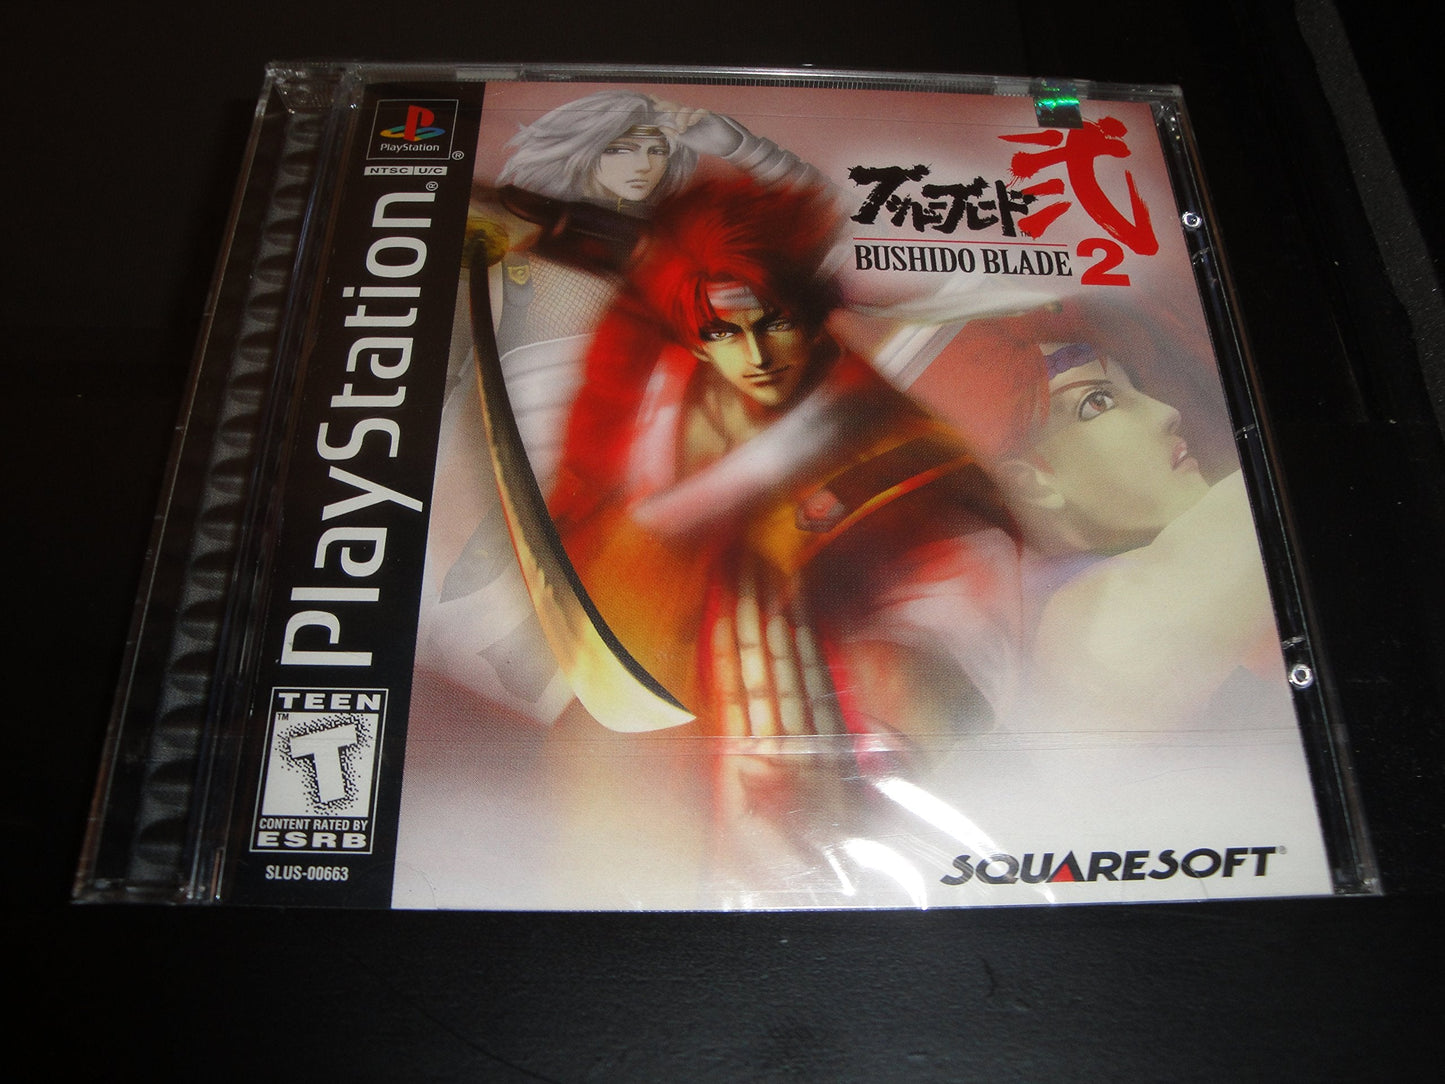 PlayStation®
NTSC U/C
PlayStation®
TEEN
T™
CONTENT RATED BY
ESRB
SLUS-00663
ブシドーブレード弐
BUSHIDO BLADE 2
SQUARESOFT®